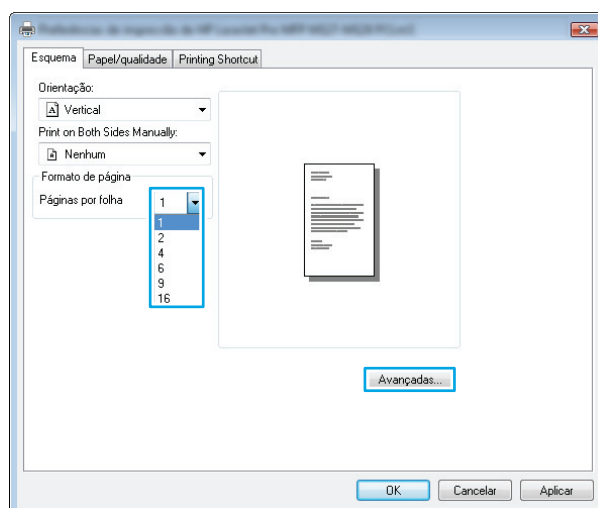 Esquema Papel/qualidade Printing Shortcut
Orientação:
A Vertical
Print on Both Sides Manually:
Nenhum
Formato de página
Páginas por folha 1
1
2
4
6
9
16
Avançadas...
OK Cancelar Aplicar